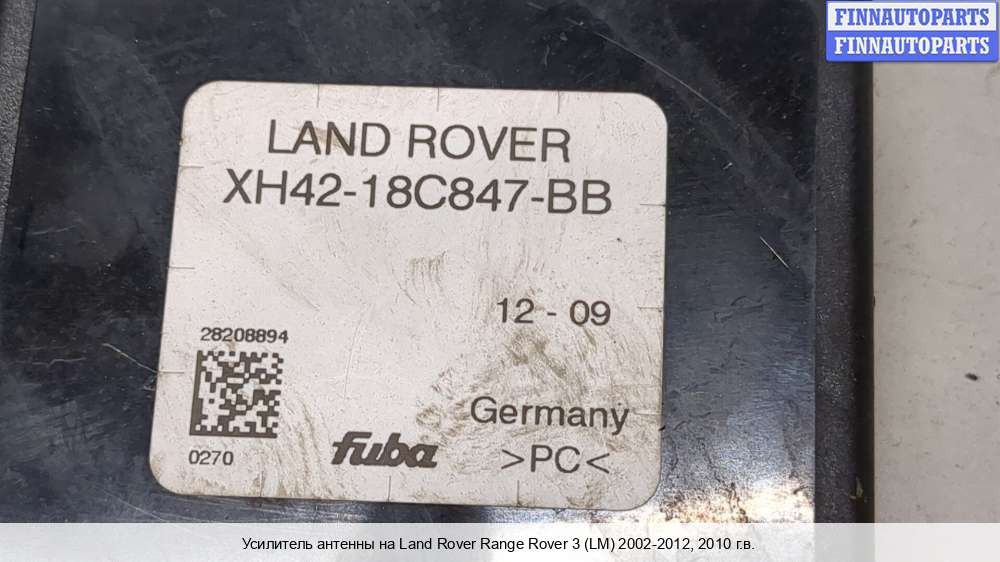 FINNAUTOPARTS
FINNAUTOPARTS
LAND ROVER
XH42-18C847-BB
12 - 09
28208894
Germany
0270
fuba
>PC<
Усилитель антенны на Land Rover Range Rover 3 (LM) 2002-2012, 2010 г.в.